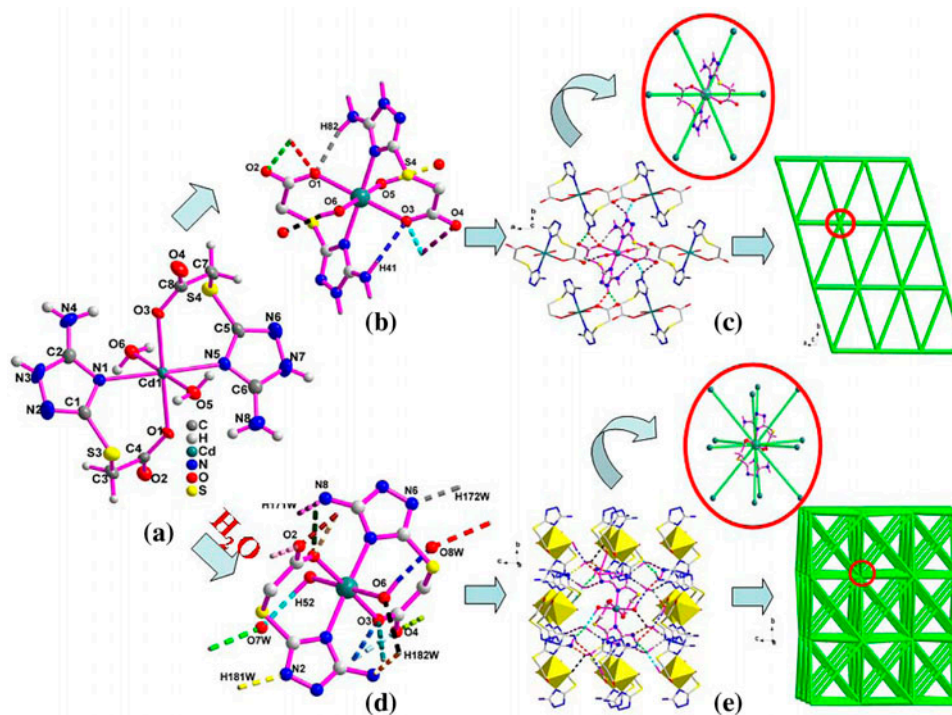 C7
O4
C8
S4
O3
N4
C5
N6
C2
O6
N5
N7
N3
N1
Cd1
C6
O5
N2
C1
N8
O1
S3
C4
C3
O2
C
H
Cd
N
O
S
(a)
H82
O2
O1
S4
O5
O6
O3
O4
H41
(b)
b
a
c
(c)
b
a c
H2O
N8
N6
H171W
H172W
O2
O8W
O6
H52
O3
O4
O7W
H182W
H181W
N2
(d)
b
c
(e)
b
c